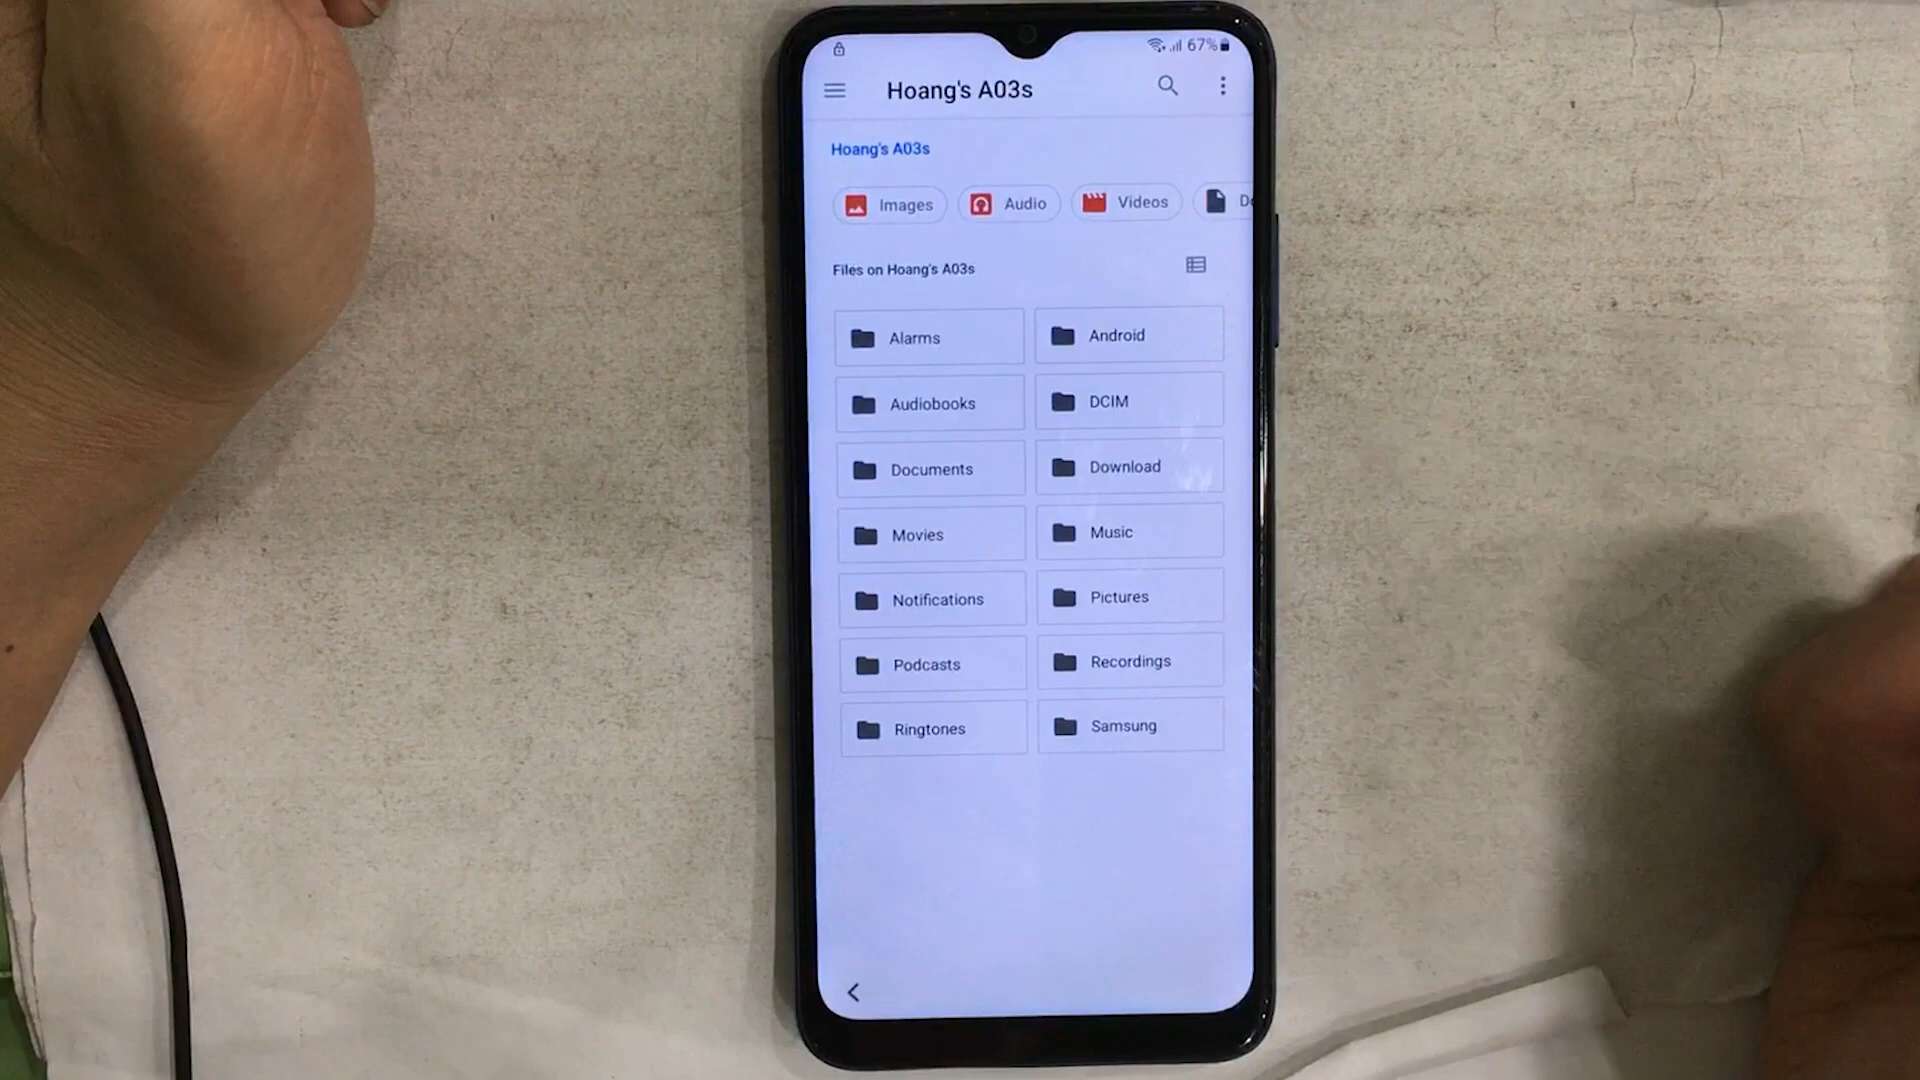 67%
Hoang's A03s
Hoang's A03s
Images Audio Videos
Files on Hoang's A03s
Alarms Android
Audiobooks DCIM
Documents Download
Movies Music
Notifications Pictures
Podcasts Recordings
Ringtones Samsung